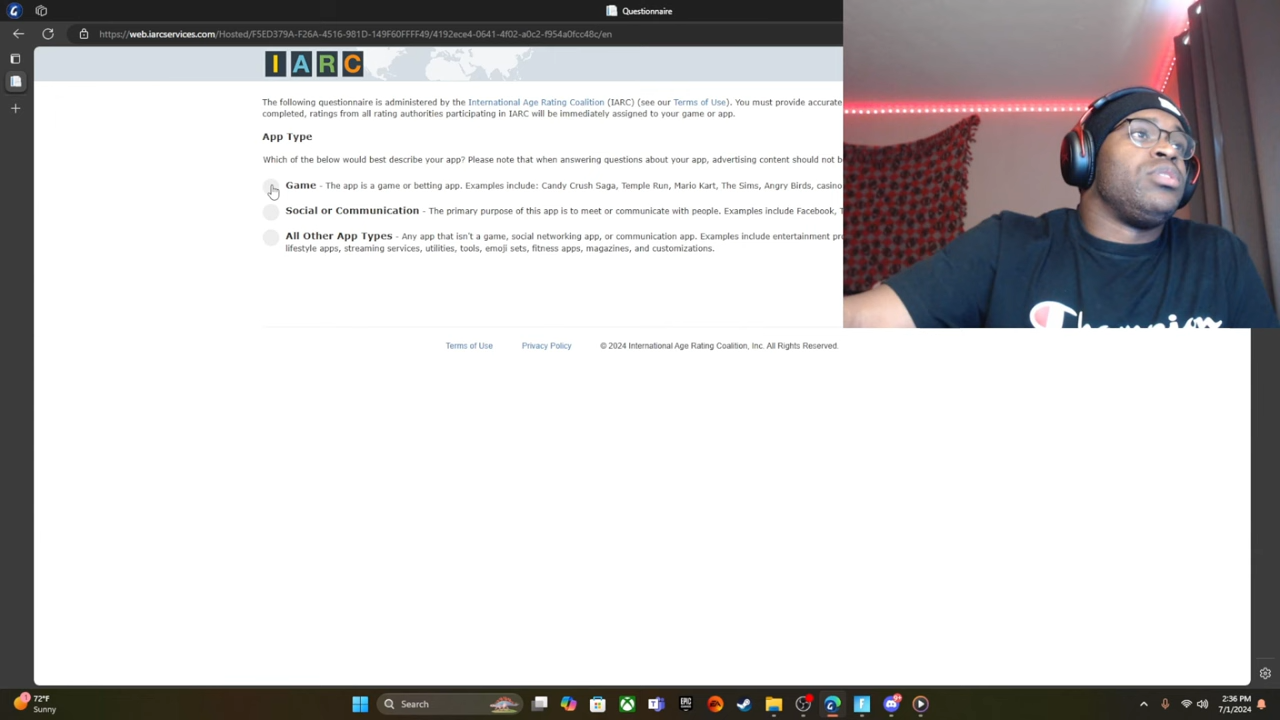 Questionnaire
https://web.iarcservices.com/Hosted/F5ED379A-F26A-4516-981D-149F60FFFF49/4192ece4-0641-4f02-a0c2-f954a0fcc48c/en
IARC
The following questionnaire is administered by the International Age Rating Coalition (IARC) (see our Terms of Use). You must provide accurate
completed, ratings from all rating authorities participating in IARC will be immediately assigned to your game or app.
App Type
Which of the below would best describe your app? Please note that when answering questions about your app, advertising content should not b
Game - The app is a game or betting app. Examples include: Candy Crush Saga, Temple Run, Mario Kart, The Sims, Angry Birds, casino
Social or Communication - The primary purpose of this app is to meet or communicate with people. Examples include Facebook, T
All Other App Types - Any app that isn't a game, social networking app, or communication app. Examples include entertainment pr
lifestyle apps, streaming services, utilities, tools, emoji sets, fitness apps, magazines, and customizations.
Champion
Terms of Use Privacy Policy © 2024 International Age Rating Coalition, Inc. All Rights Reserved.
1 72°F
Sunny
Search
2:36 PM
7/1/2024